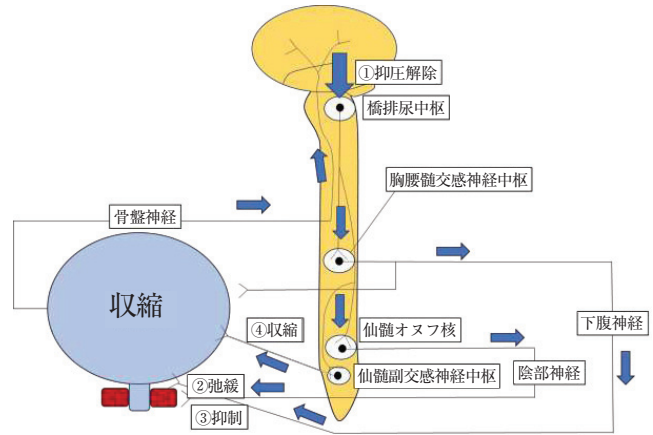 ①抑圧解除
橋排尿中枢
胸腰髄交感神経中枢
骨盤神経
収縮
④収縮
仙髄オヌフ核
下腹神経
②弛緩
仙髄副交感神経中枢
陰部神経
③抑制